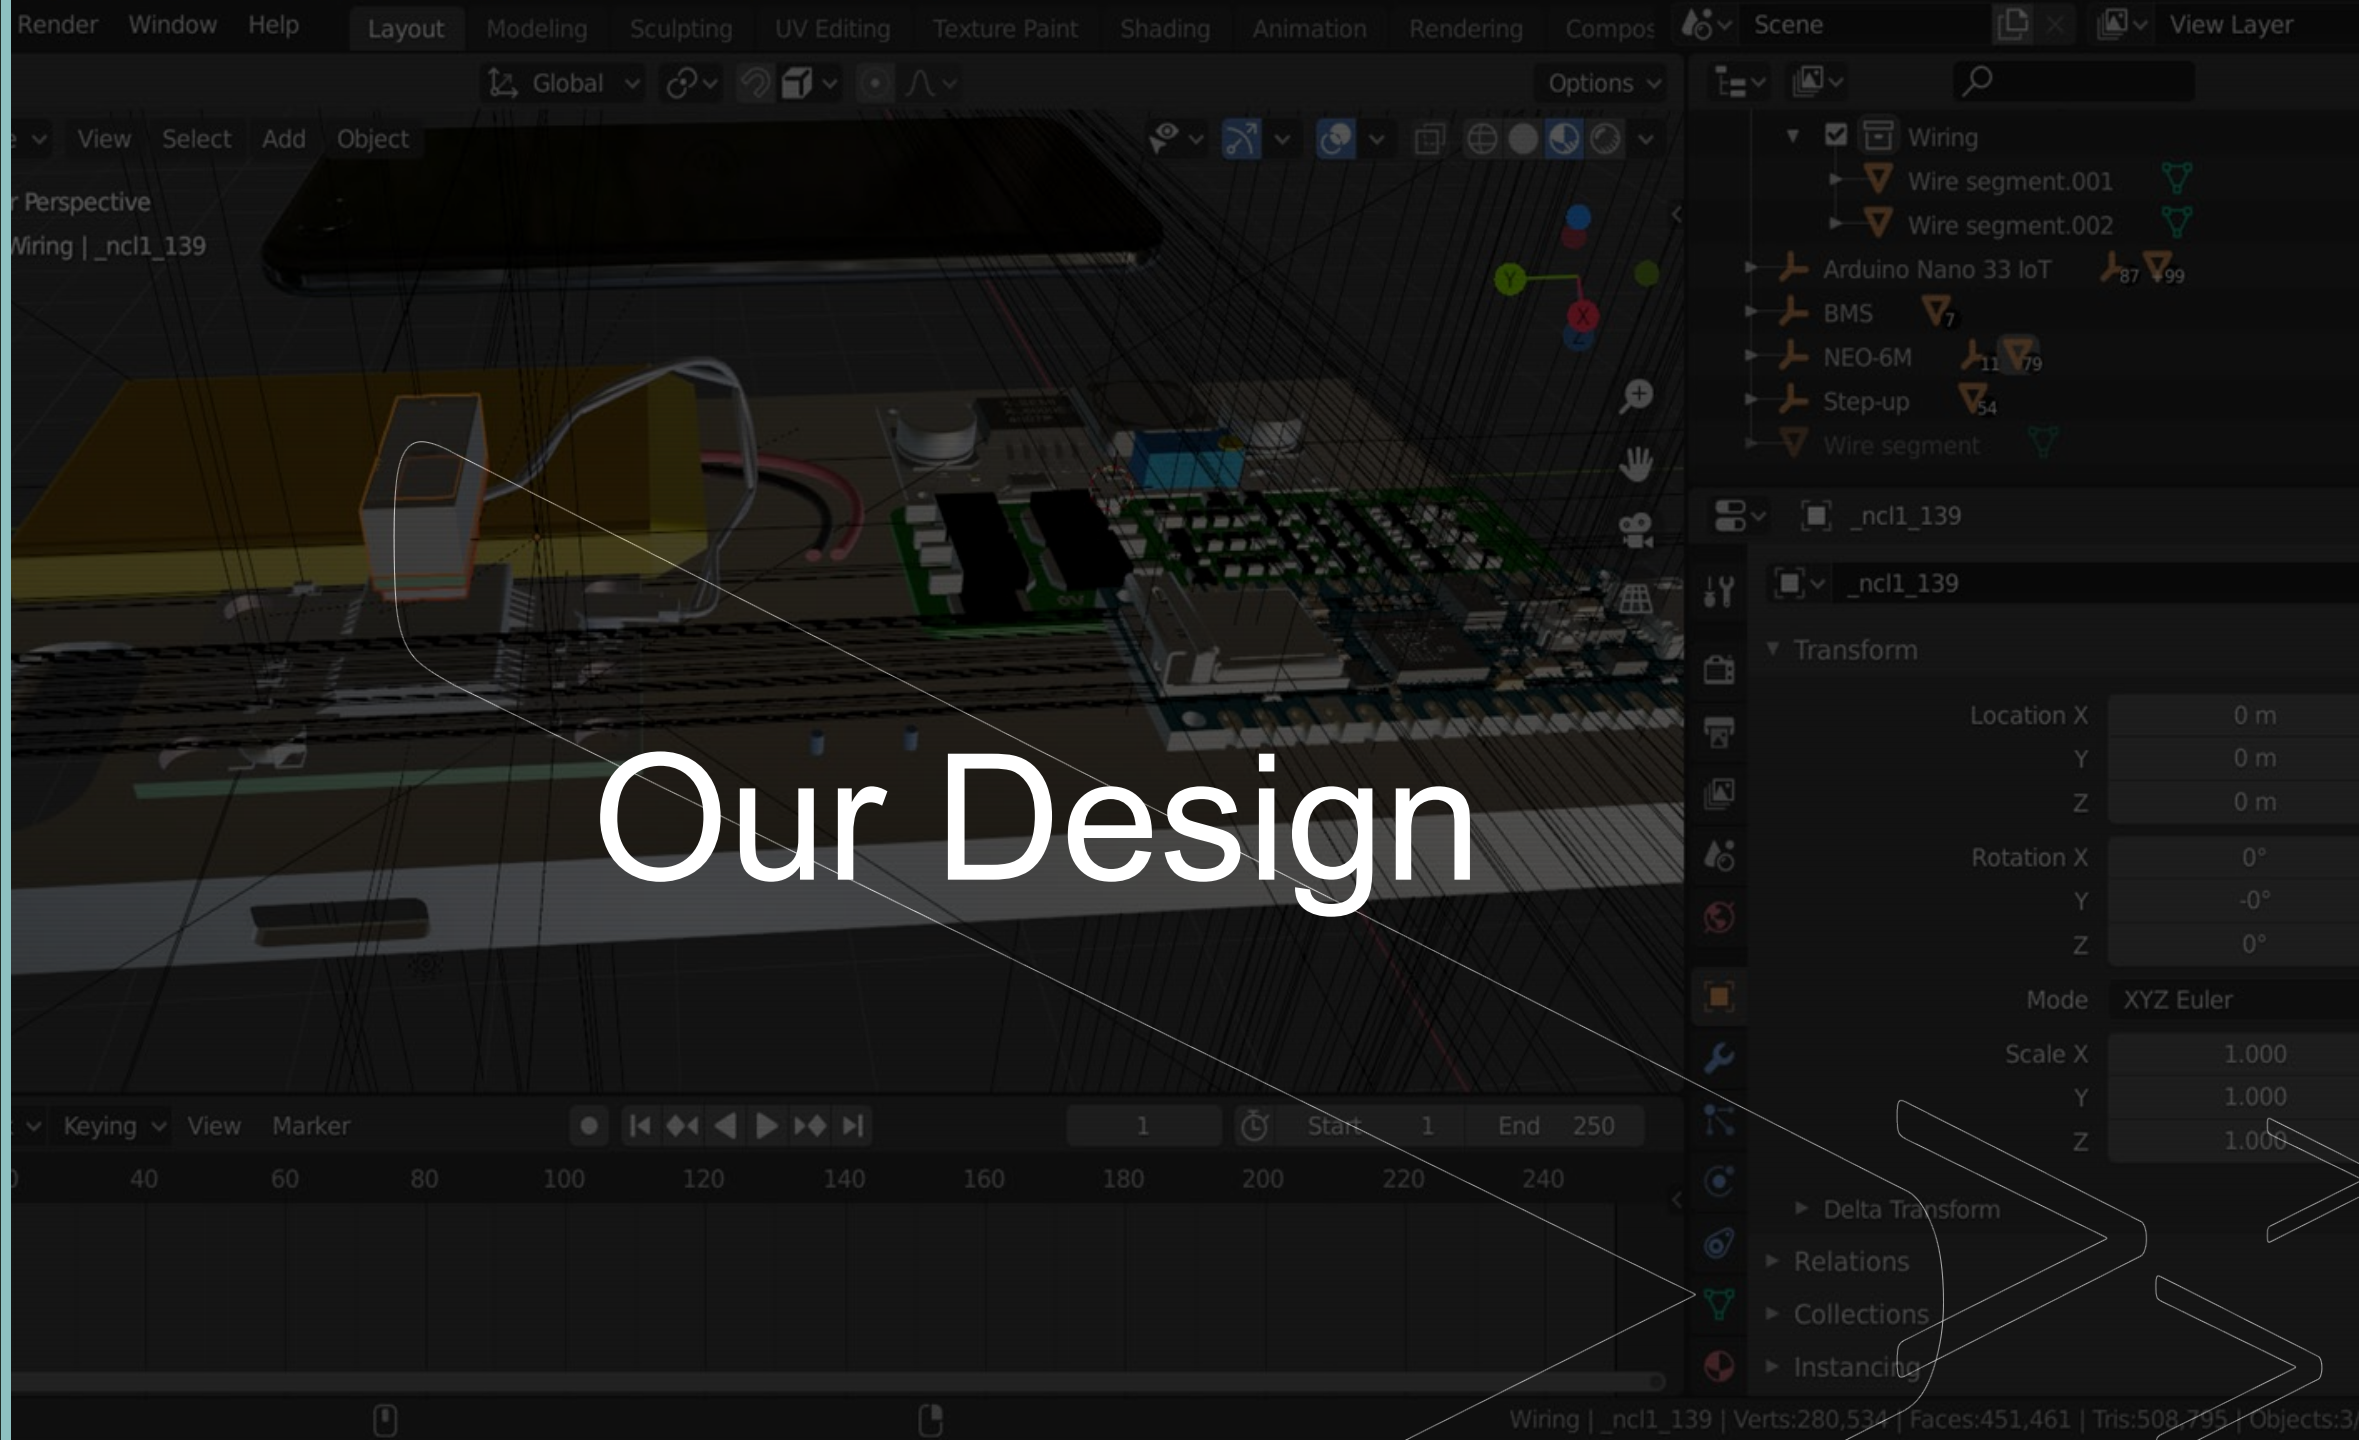 Render Window Help Layout Modeling Sculpting UV Editing Texture Paint Shading Animation Rendering Compos Scene View Layer
Global Options
View Select Add Object
r Perspective
Wiring | _ncl1_139
Wiring
Wire segment.001
Wire segment.002
Arduino Nano 33 IoT 87 99
BMS 7
NEO-6M 11 79
Step-up 54
Wire segment
Y
X
Z
_ncl1_139
_ncl1_139
Transform
Location X 0 m
Y 0 m
Z 0 m
Rotation X 0°
Y -0°
Z 0°
Mode XYZ Euler
Scale X 1.000
Y 1.000
Z 1.000
Delta Transform
Relations
Collections
Instancing
Our Design
Keying View Marker 1 Start 1 End 250
40 60 80 100 120 140 160 180 200 220 240
Wiring | _ncl1_139 | Verts:280,534 | Faces:451,461 | Tris:508,795 | Objects:3/